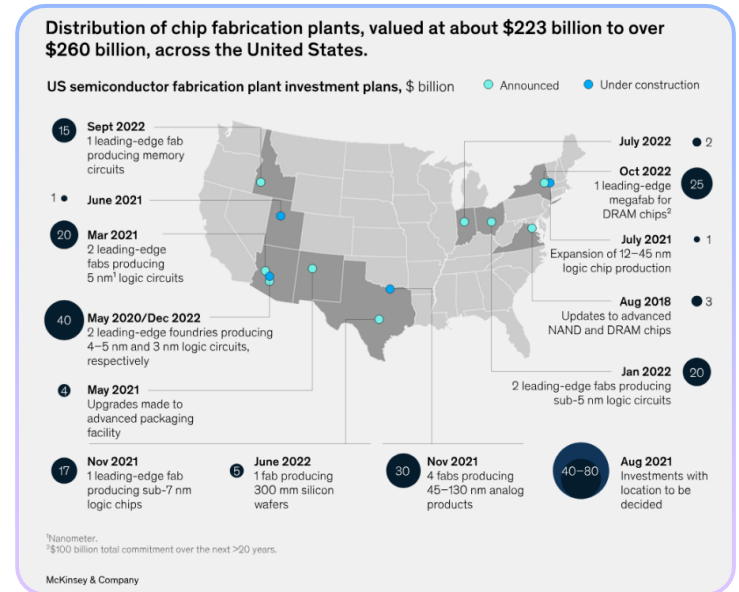 Distribution of chip fabrication plants, valued at about $223 billion to over
$260 billion, across the United States.
US semiconductor fabrication plant investment plans, $ billion
Announced
Under construction
15
Sept 2022
1 leading-edge fab
producing memory
circuits
1
June 2021
20
Mar 2021
2 leading-edge
fabs producing
5 nm¹ logic circuits
40
May 2020/Dec 2022
2 leading-edge foundries producing
4–5 nm and 3 nm logic circuits,
respectively
4
May 2021
Upgrades made to
advanced packaging
facility
July 2022
2
Oct 2022
1 leading-edge
megafab for
DRAM chips²
25
July 2021
1
Expansion of 12–45 nm
logic chip production
Aug 2018
3
Updates to advanced
NAND and DRAM chips
Jan 2022
20
2 leading-edge fabs producing
sub-5 nm logic circuits
17
Nov 2021
1 leading-edge fab
producing sub-7 nm
logic chips
5
June 2022
1 fab producing
300 mm silicon
wafers
30
Nov 2021
4 fabs producing
45–130 nm analog
products
40–80
Aug 2021
Investments with
location to be
decided
¹Nanometer.
²$100 billion total commitment over the next >20 years.
McKinsey & Company